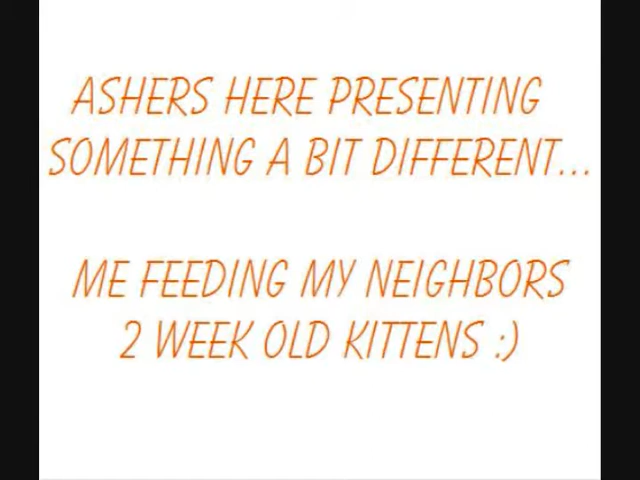 ASHERS HERE PRESENTING
SOMETHING A BIT DIFFERENT...
ME FEEDING MY NEIGHBORS
2 WEEK OLD KITTENS :)